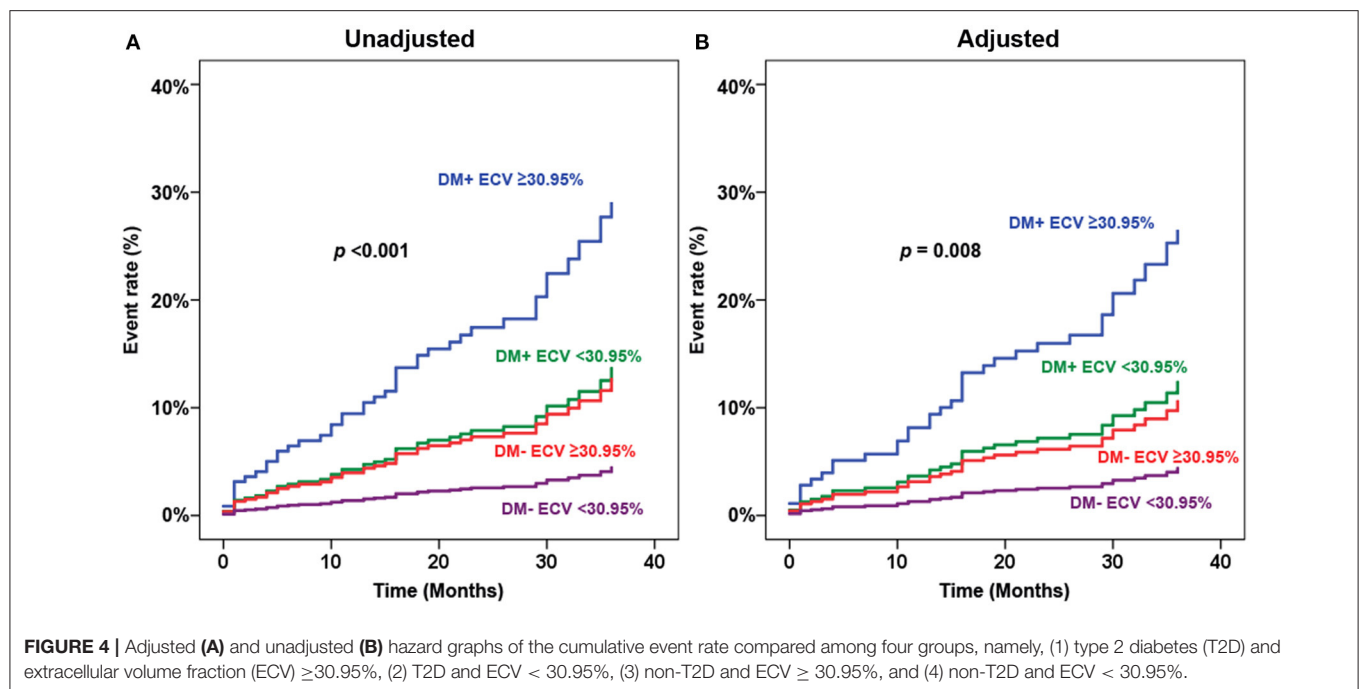 A
Unadjusted
40%
30%
20%
10%
0%
Event rate (%)
DM+ ECV ≥30.95%
p <0.001
DM+ ECV <30.95%
DM- ECV ≥30.95%
DM- ECV <30.95%
0 10 20 30 40
Time (Months)
B
Adjusted
40%
30%
20%
10%
0%
Event rate (%)
DM+ ECV ≥30.95%
p = 0.008
DM+ ECV <30.95%
DM- ECV ≥30.95%
DM- ECV <30.95%
0 10 20 30 40
Time (Months)
FIGURE 4 | Adjusted (A) and unadjusted (B) hazard graphs of the cumulative event rate compared among four groups, namely, (1) type 2 diabetes (T2D) and
extracellular volume fraction (ECV) ≥30.95%, (2) T2D and ECV < 30.95%, (3) non-T2D and ECV ≥ 30.95%, and (4) non-T2D and ECV < 30.95%.